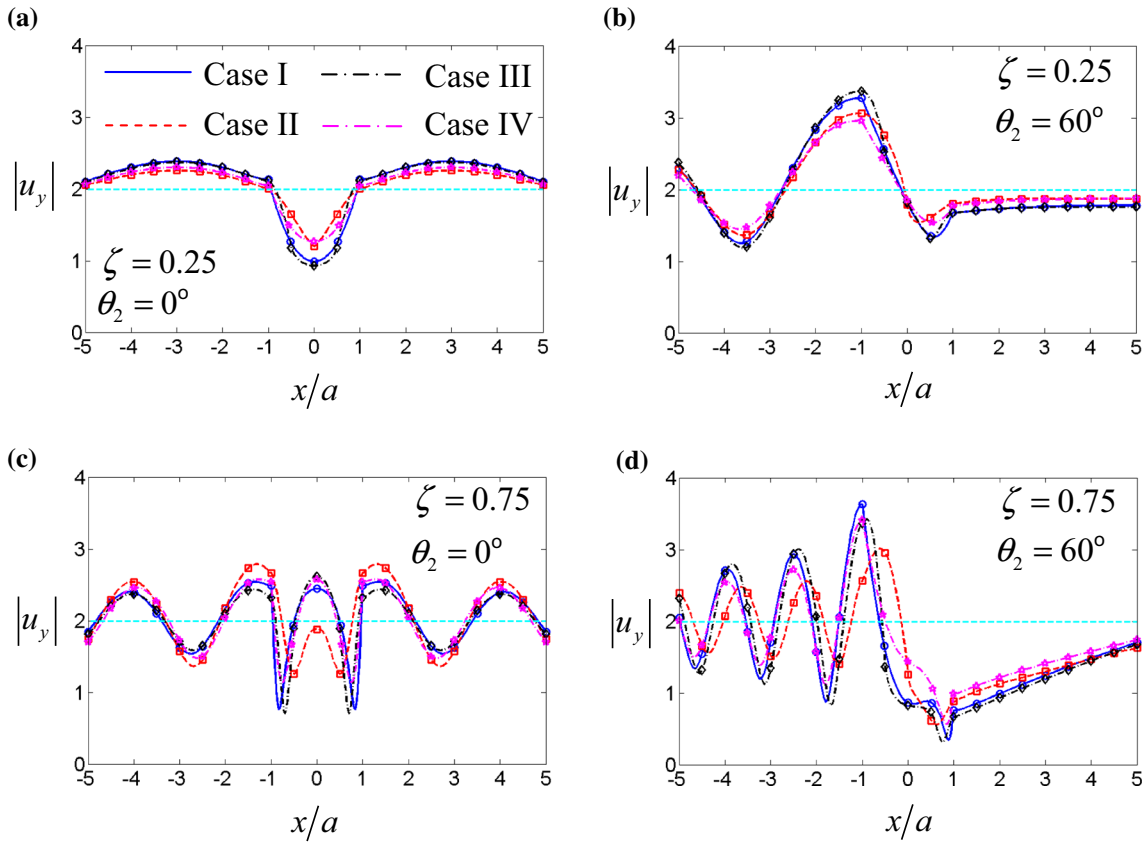 (a)
4
3
2
1
0
|u_y|
Case I
Case II
Case III
Case IV
ζ = 0.25
θ₂ = 0°
-5 -4 -3 -2 -1 0 1 2 3 4 5
x/a
(b)
4
3
2
1
0
|u_y|
ζ = 0.25
θ₂ = 60°
-5 -4 -3 -2 -1 0 1 2 3 4 5
x/a
(c)
4
3
2
1
0
|u_y|
ζ = 0.75
θ₂ = 0°
-5 -4 -3 -2 -1 0 1 2 3 4 5
x/a
(d)
4
3
2
1
0
|u_y|
ζ = 0.75
θ₂ = 60°
-5 -4 -3 -2 -1 0 1 2 3 4 5
x/a